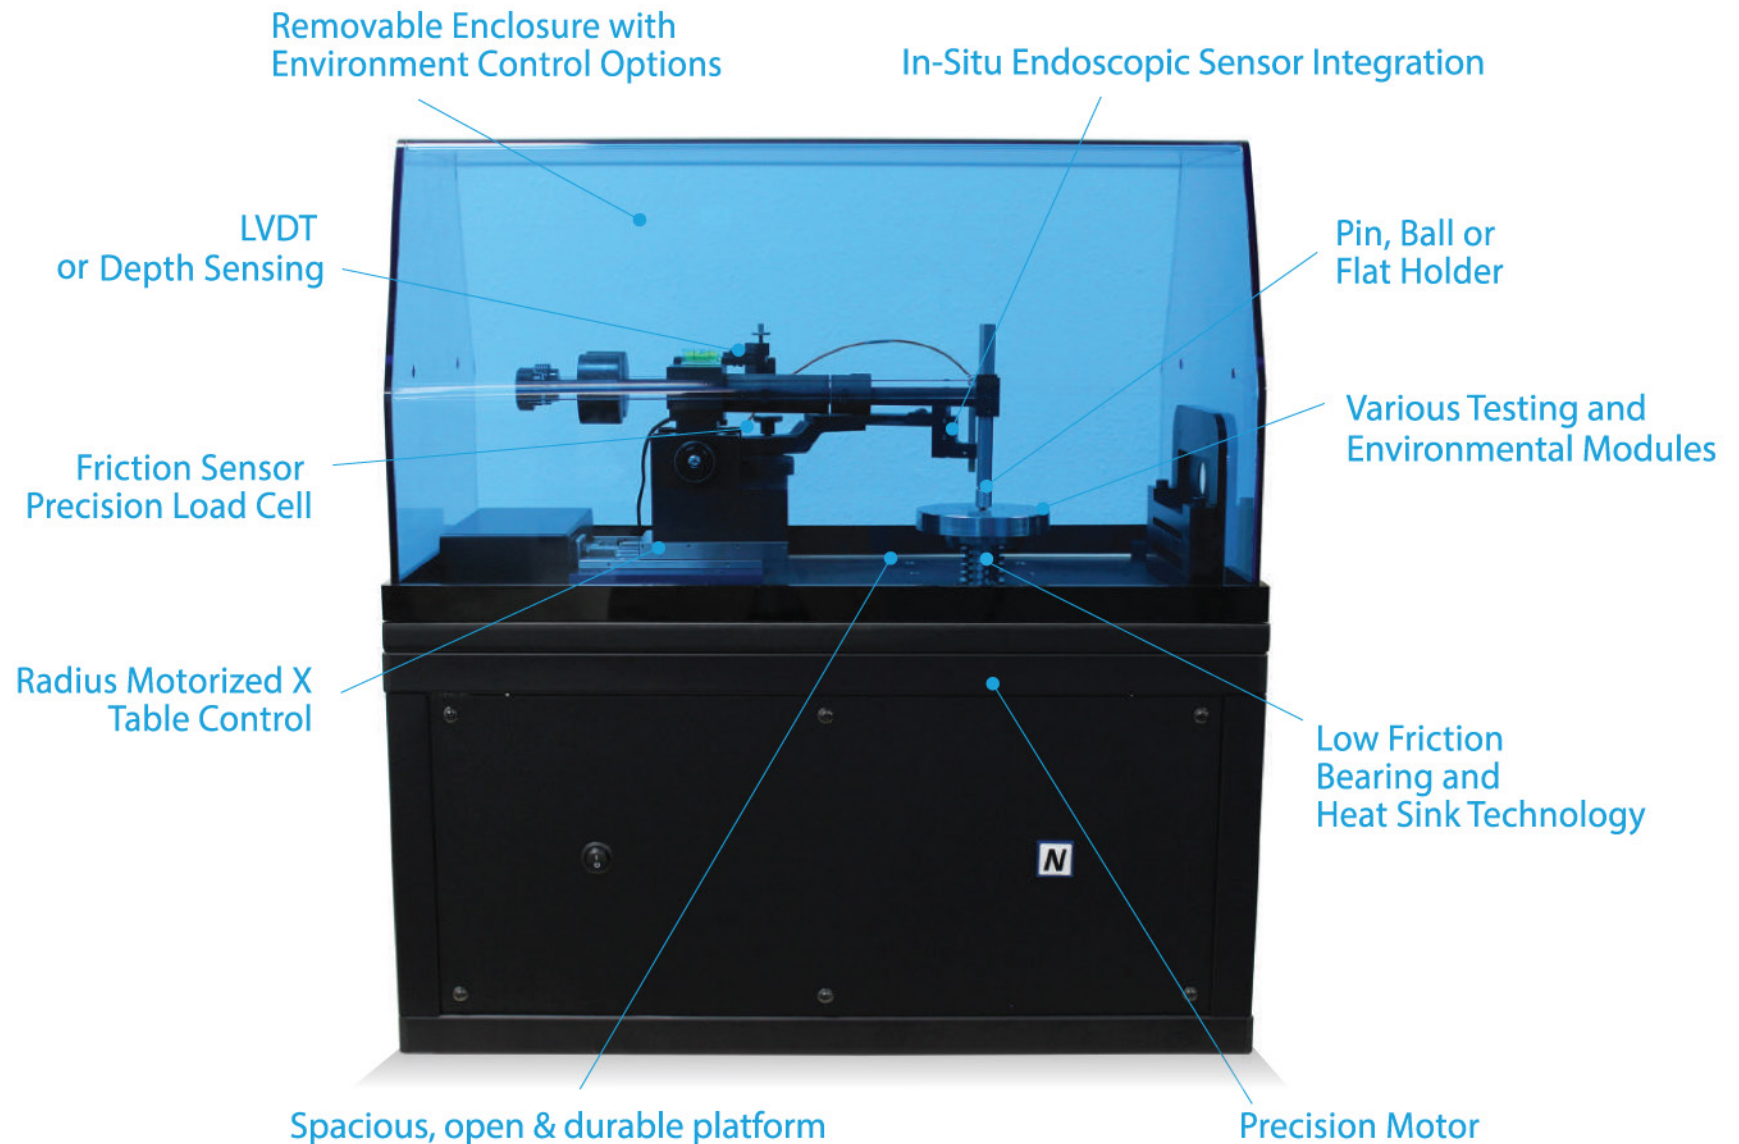 Removable Enclosure with
Environment Control Options
In-Situ Endoscopic Sensor Integration
LVDT
or Depth Sensing
Pin, Ball or
Flat Holder
Various Testing and
Environmental Modules
Friction Sensor
Precision Load Cell
Radius Motorized X
Table Control
Low Friction
Bearing and
Heat Sink Technology
N
Spacious, open & durable platform
Precision Motor